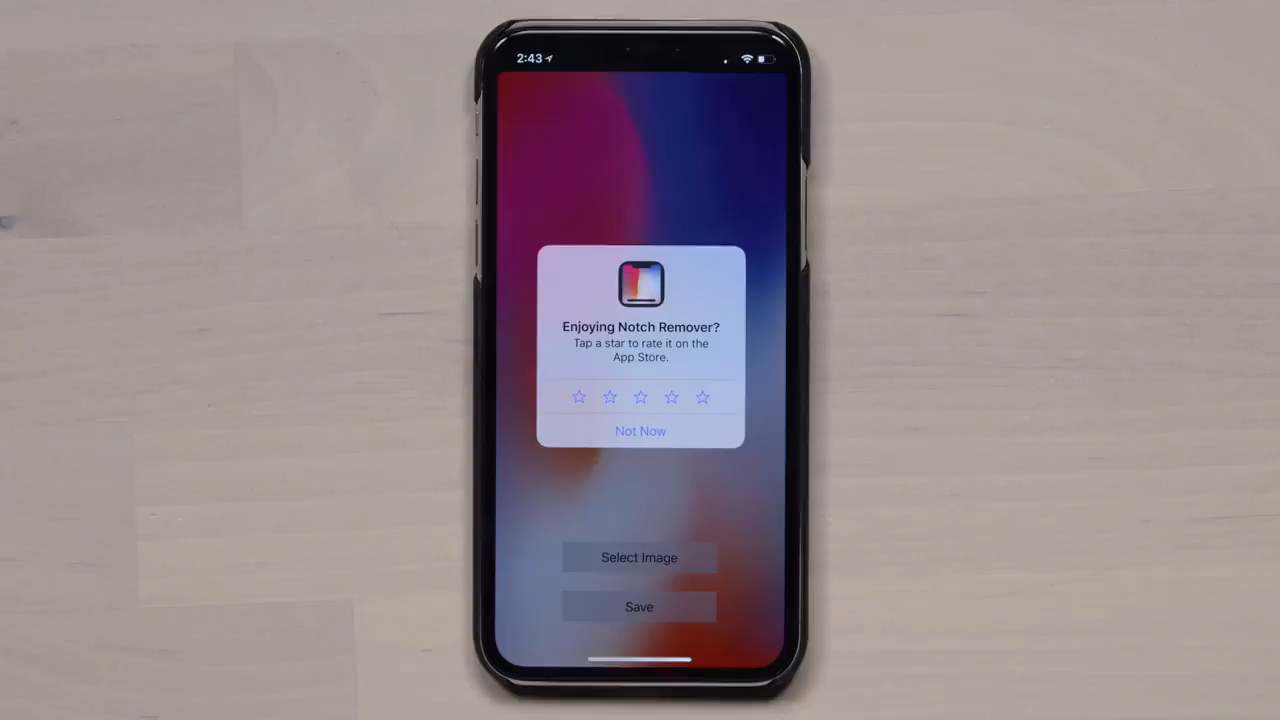 2:43
Enjoying Notch Remover?
Tap a star to rate it on the
App Store.
Not Now
Select Image
Save